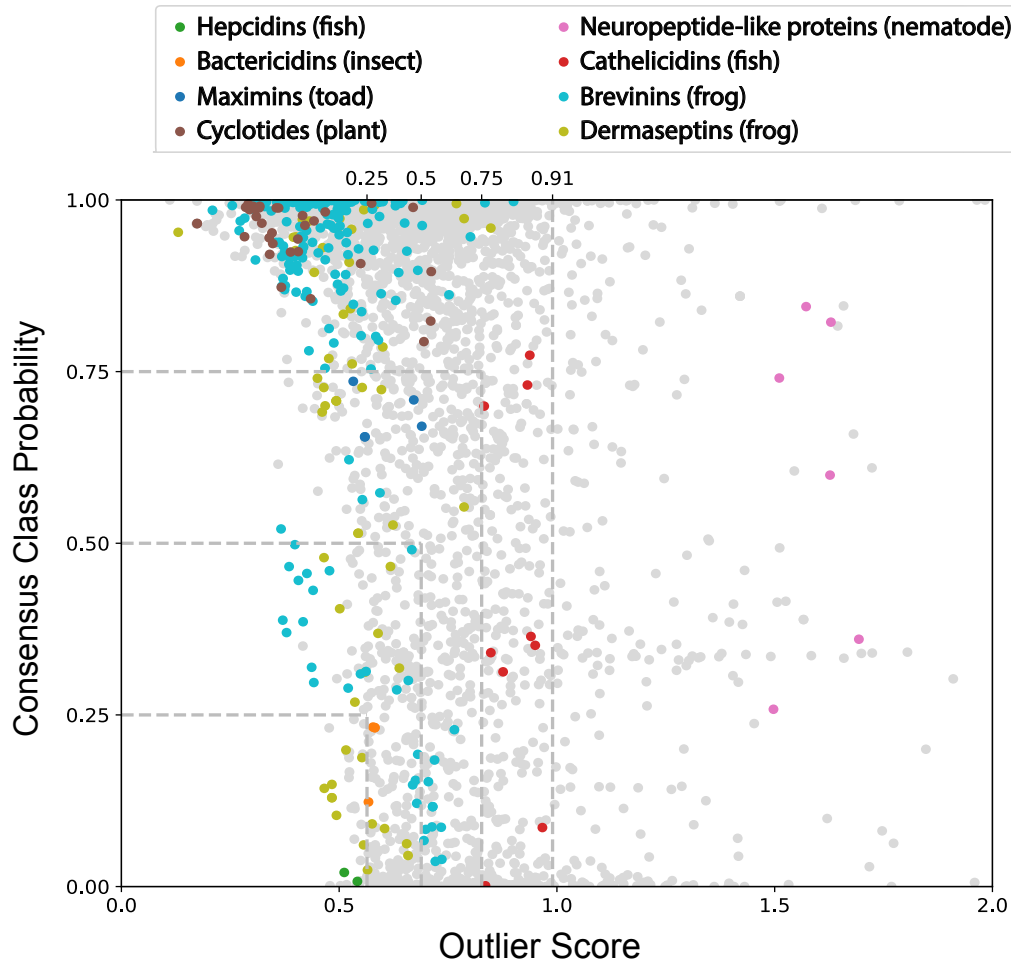 Hepcidins (fish)
Bactericidins (insect)
Maximins (toad)
Cyclotides (plant)
Neuropeptide-like proteins (nematode)
Cathelicidins (fish)
Brevinins (frog)
Dermaseptins (frog)
0.25 0.5 0.75 0.91
1.00
0.75
0.50
0.25
0.00
Consensus Class Probability
0.0 0.5 1.0 1.5 2.0
Outlier Score